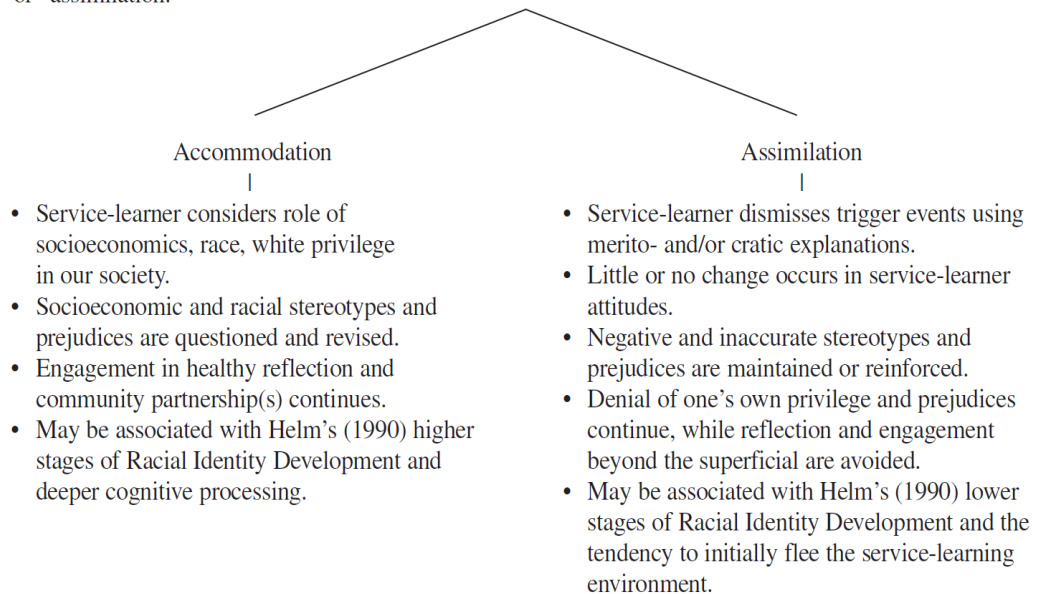 or "assimilation."
Accommodation
• Service-learner considers role of
socioeconomics, race, white privilege
in our society.
• Socioeconomic and racial stereotypes and
prejudices are questioned and revised.
• Engagement in healthy reflection and
community partnership(s) continues.
• May be associated with Helm’s (1990) higher
stages of Racial Identity Development and
deeper cognitive processing.
Assimilation
• Service-learner dismisses trigger events using
merito- and/or cratic explanations.
• Little or no change occurs in service-learner
attitudes.
• Negative and inaccurate stereotypes and
prejudices are maintained or reinforced.
• Denial of one’s own privilege and prejudices
continue, while reflection and engagement
beyond the superficial are avoided.
• May be associated with Helm’s (1990) lower
stages of Racial Identity Development and the
tendency to initially flee the service-learning
environment.